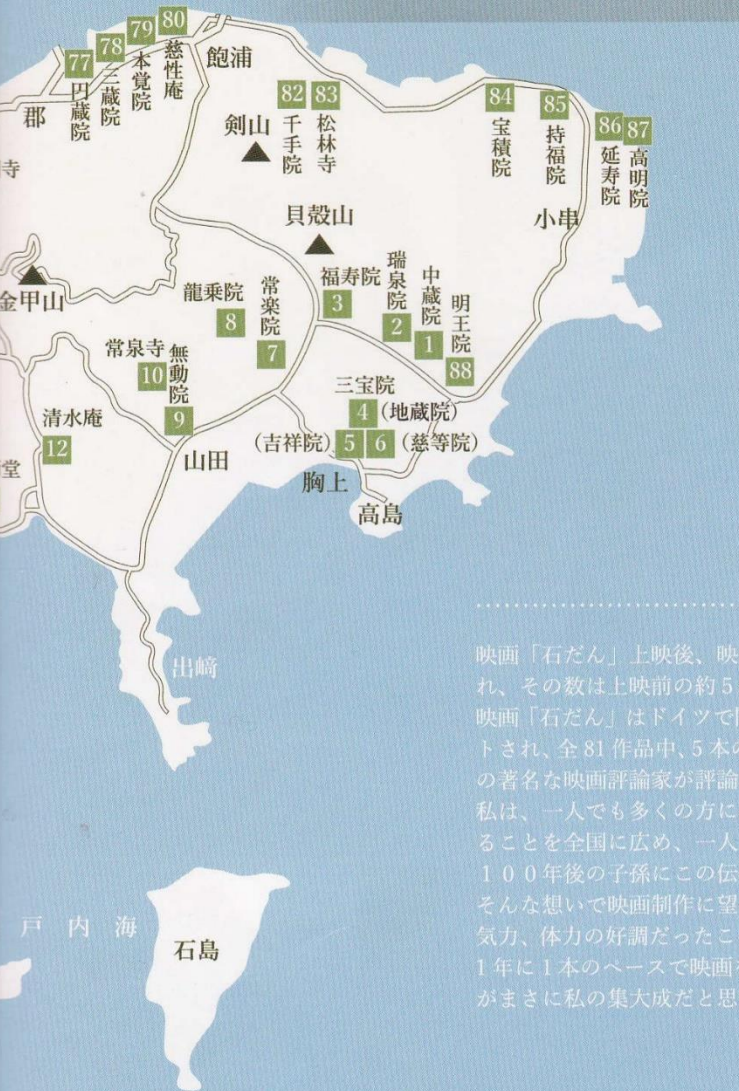 80
慈性庵
79
本覚院
78
三蔵院
77
円蔵院
飽浦
郡
寺
82
千手院
83
松林寺
剣山
84
宝積院
85
持福院
86
延寿院
87
高明院
小串
貝殻山
金甲山
龍乗院
8
常楽院
7
福寿院
3
瑞泉院
2
中蔵院
1
明王院
88
常泉寺
10
無動院
9
三宝院
4
(地蔵院)
(吉祥院)
5
6
(慈等院)
清水庵
12
堂
山田
胸上
高島
出﨑
戸内海
石島
映画「石だん」上映後、映
れ、その数は上映前の約5
映画「石だん」はドイツで
トされ、全81作品中、5本の
の著名な映画評論家が評論
私は、一人でも多くの方に
ることを全国に広め、一人
100年後の子孫にこの伝
そんな想いで映画制作に望
気力、体力の好調だったこ
1年に1本のペースで映画
がまさに私の集大成だと思